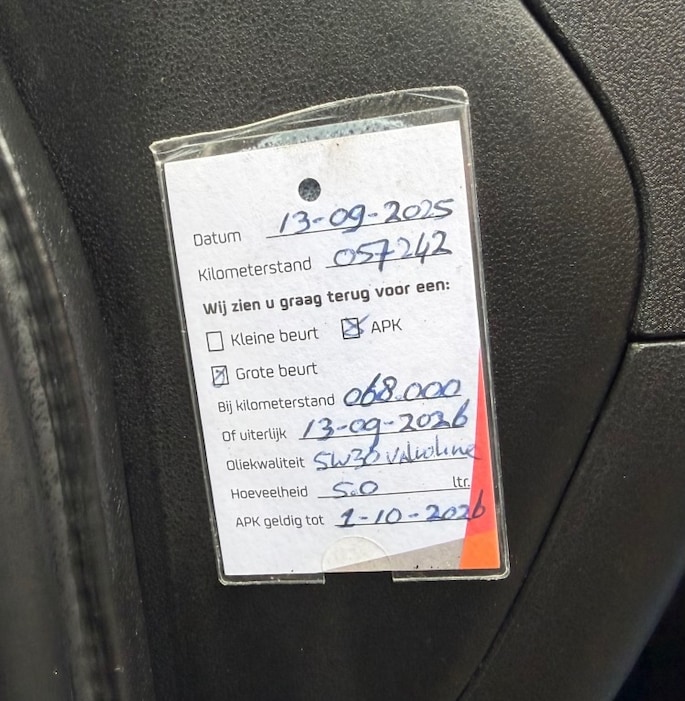 Datum 13-09-2025
Kilometerstand 057242
Wij zien u graag terug voor een:
Kleine beurt APK
Grote beurt
Bij kilometerstand 068.000
Of uiterlijk 13-09-2026
Oliekwaliteit 5W30 Valvoline
Hoeveelheid 5.0 ltr.
APK geldig tot 1-10-2026